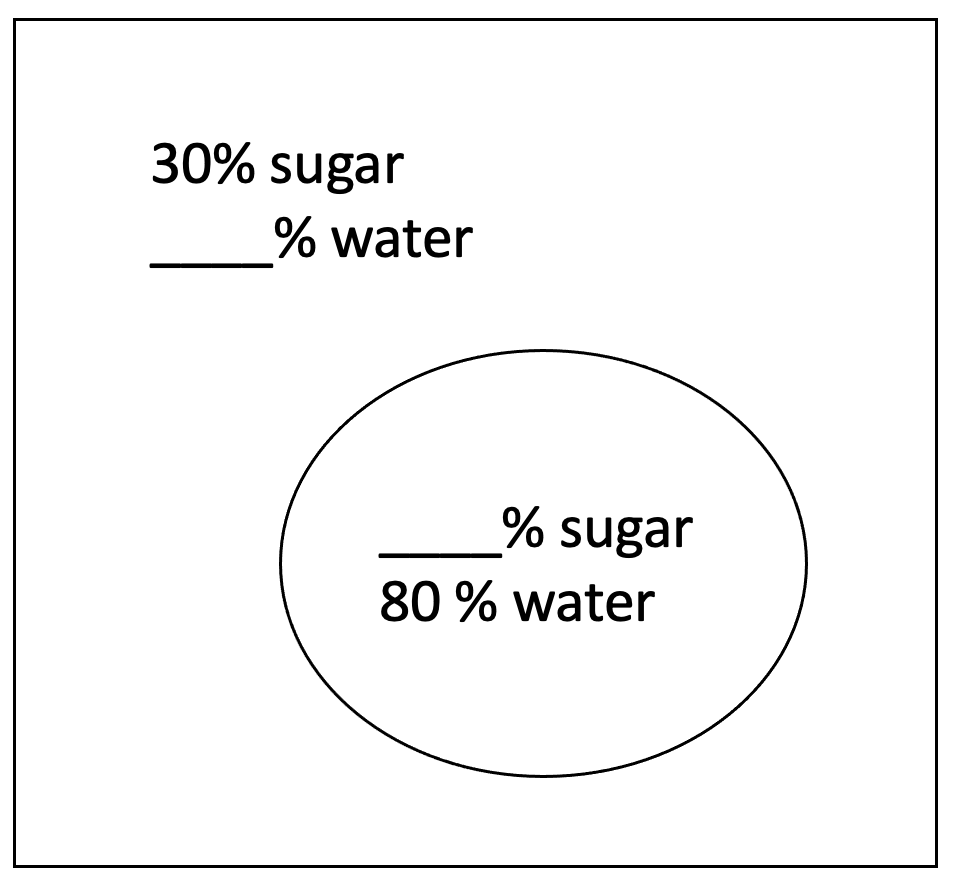 30% sugar
____% water
____% sugar
80 % water